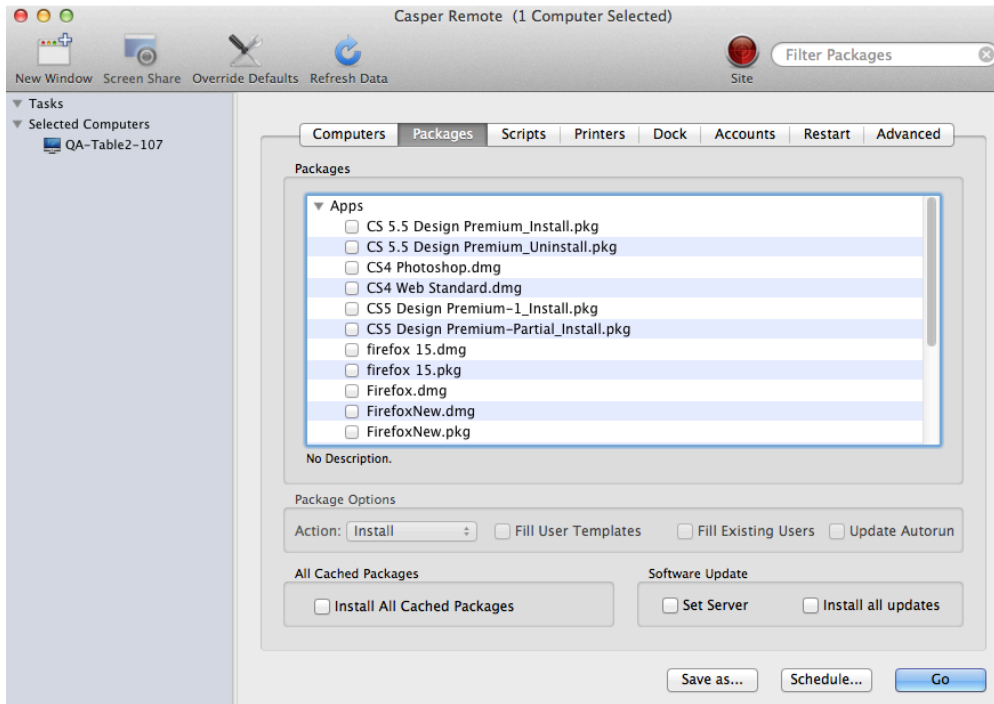 Casper Remote (1 Computer Selected)
New Window Screen Share Override Defaults Refresh Data Site Filter Packages
Tasks
Selected Computers
QA-Table2-107
Computers Packages Scripts Printers Dock Accounts Restart Advanced
Packages
Apps
CS 5.5 Design Premium_Install.pkg
CS 5.5 Design Premium_Uninstall.pkg
CS4 Photoshop.dmg
CS4 Web Standard.dmg
CS5 Design Premium-1_Install.pkg
CS5 Design Premium-Partial_Install.pkg
firefox 15.dmg
firefox 15.pkg
Firefox.dmg
FirefoxNew.dmg
FirefoxNew.pkg
No Description.
Package Options
Action: Install Fill User Templates Fill Existing Users Update Autorun
All Cached Packages
Install All Cached Packages
Software Update
Set Server Install all updates
Save as... Schedule... Go